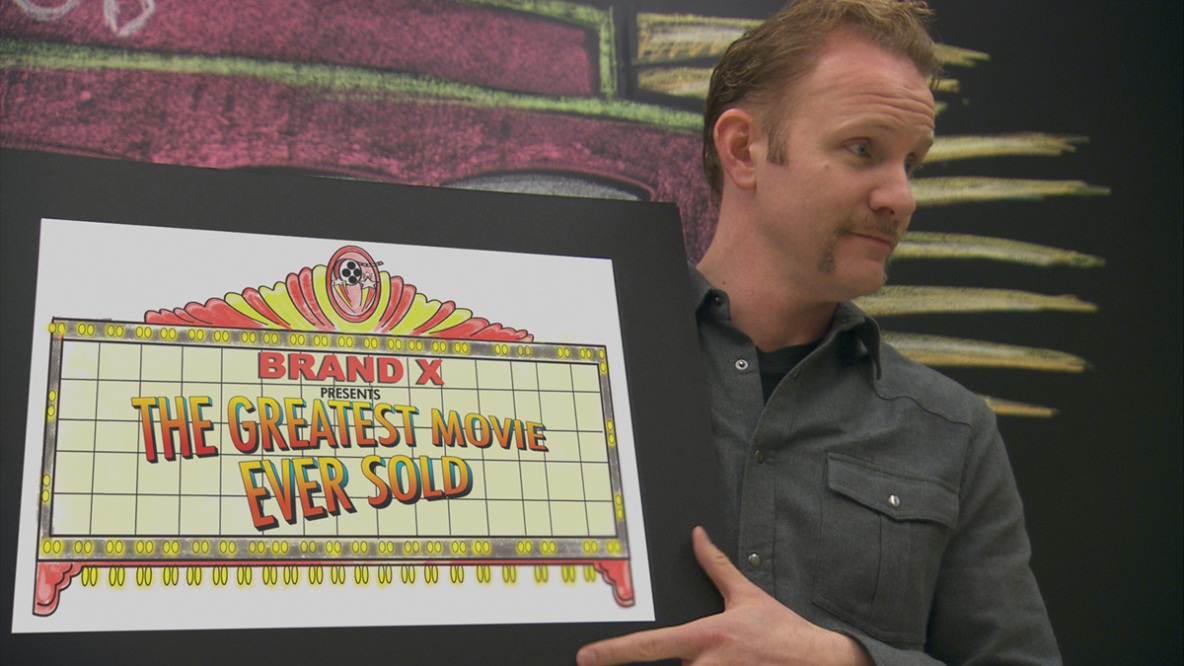 BRAND X
PRESENTS
THE GREATEST MOVIE
EVER SOLD